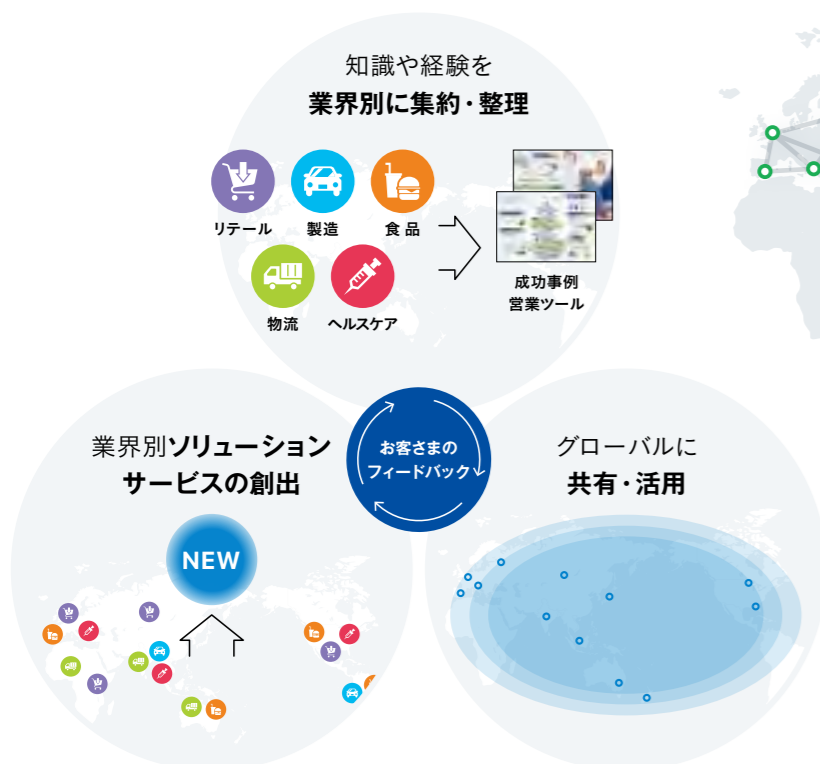 知識や経験を
業界別に集約・整理
リテール
製造
食品
物流
ヘルスケア
成功事例
営業ツール
お客さまの
フィードバック
業界別ソリューション
サービスの創出
NEW
グローバルに
共有・活用